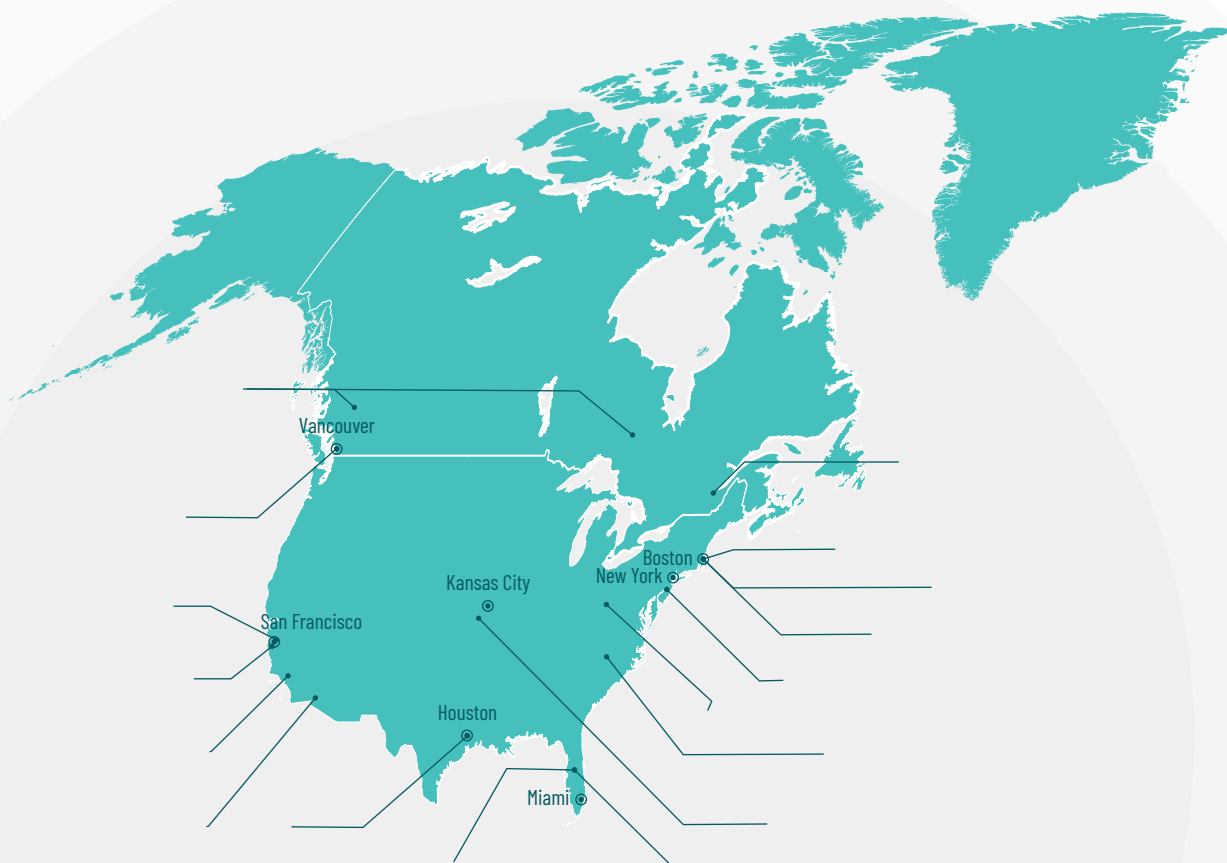 Vancouver
Boston
New York
Kansas City
San Francisco
Houston
Miami